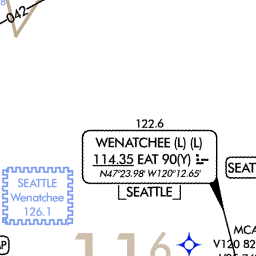 042
122.6
WENATCHEE (L) (L)
114.35 EAT 90(Y)
N47°23.98' W120°12.65'
SEATTLE
SEATTLE
Wenatchee
126.1
116
MCA
V120 82